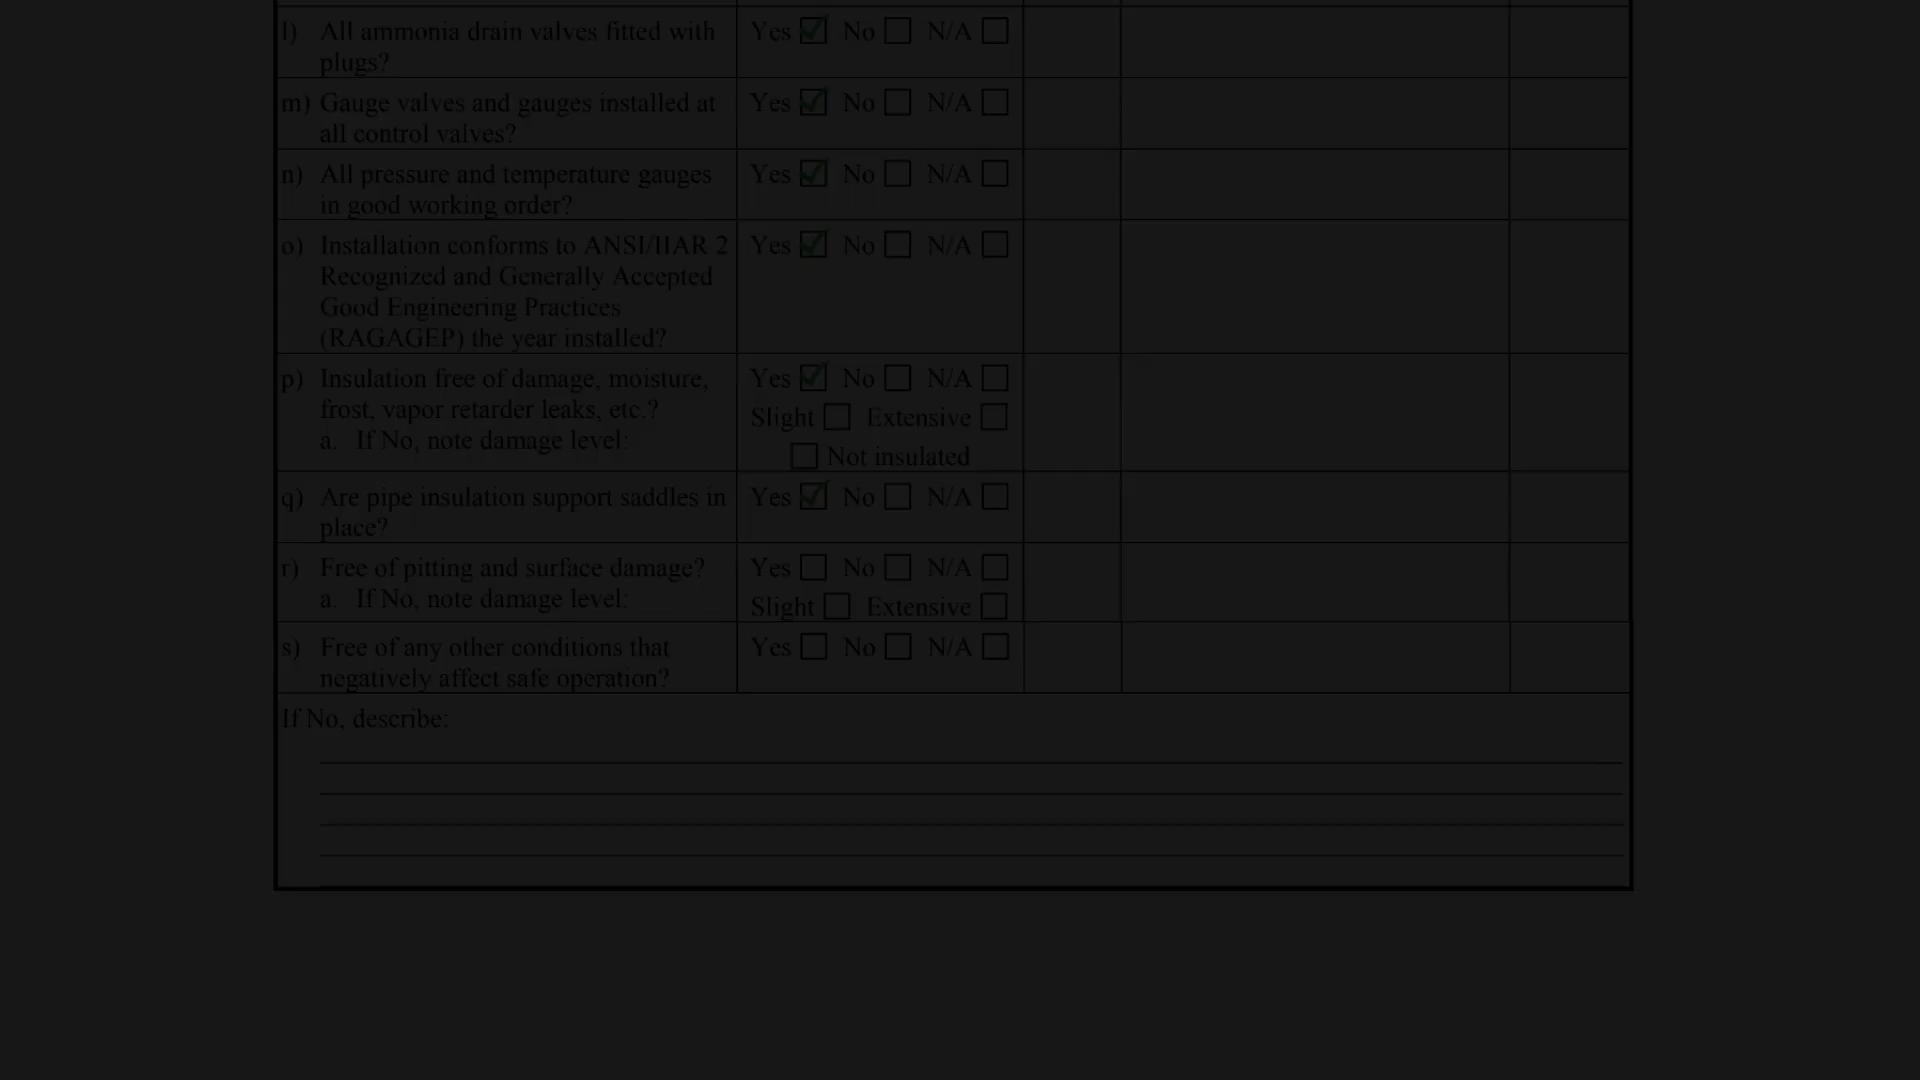 l) All ammonia drain valves fitted with Yes No N/A
plugs?
m) Gauge valves and gauges installed at Yes No N/A
all control valves?
n) All pressure and temperature gauges Yes No N/A
in good working order?
o) Installation conforms to ANSI/IIAR 2 Yes No N/A
Recognized and Generally Accepted
Good Engineering Practices
(RAGAGEP) the year installed?
p) Insulation free of damage, moisture, Yes No N/A
frost, vapor retarder leaks, etc.? Slight Extensive
a. If No, note damage level:
Not insulated
q) Are pipe insulation support saddles in Yes No N/A
place?
r) Free of pitting and surface damage? Yes No N/A
a. If No, note damage level: Slight Extensive
s) Free of any other conditions that Yes No N/A
negatively affect safe operation?
If No, describe: